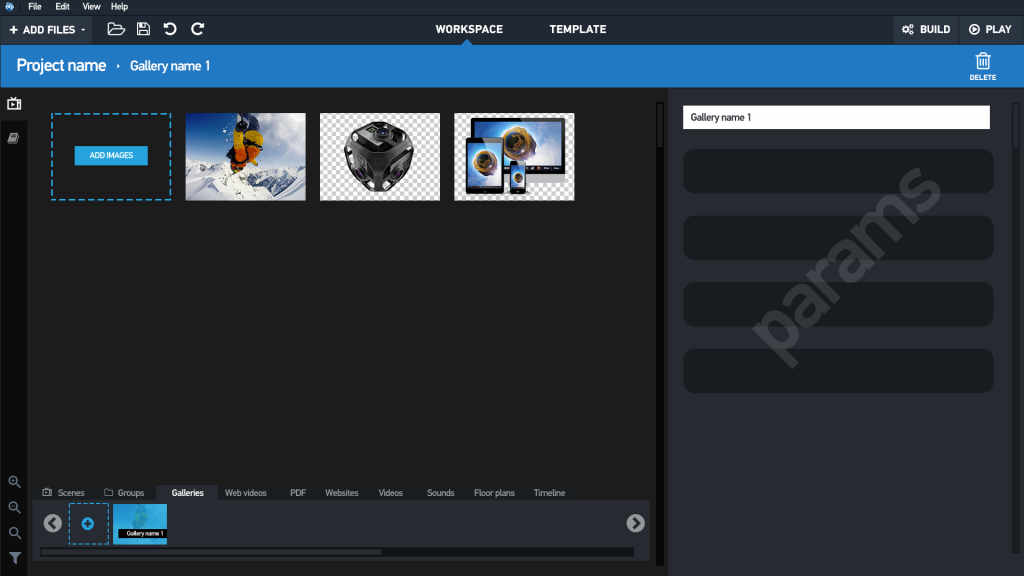 File Edit View Help
+ ADD FILES
WORKSPACE
TEMPLATE
BUILD
PLAY
Project name
Gallery name 1
DELETE
ADD IMAGES
Gallery name 1
params
Scenes
Groups
Galleries
Web videos
PDF
Websites
Videos
Sounds
Floor plans
Timeline
Gallery name 1